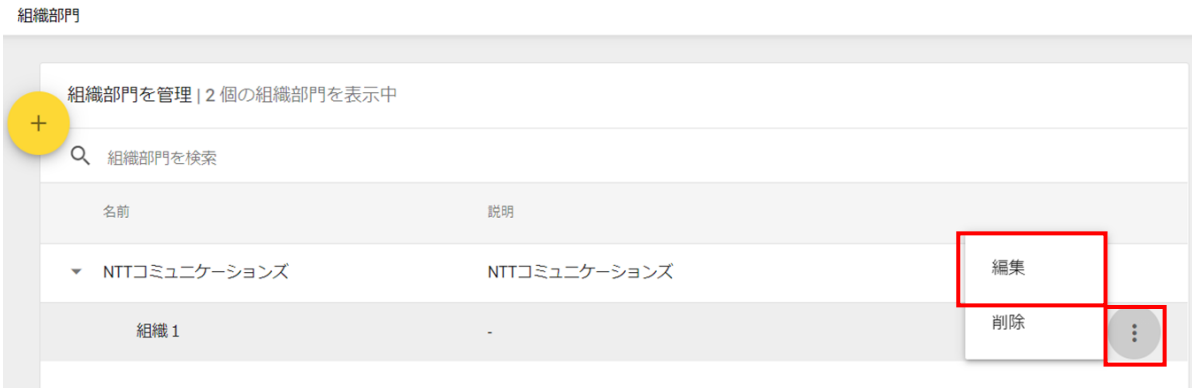 組織部門
組織部門を管理 | 2 個の組織部門を表示中
+
組織部門を検索
名前 説明
NTTコミュニケーションズ NTTコミュニケーションズ 編集
組織 1 - 削除